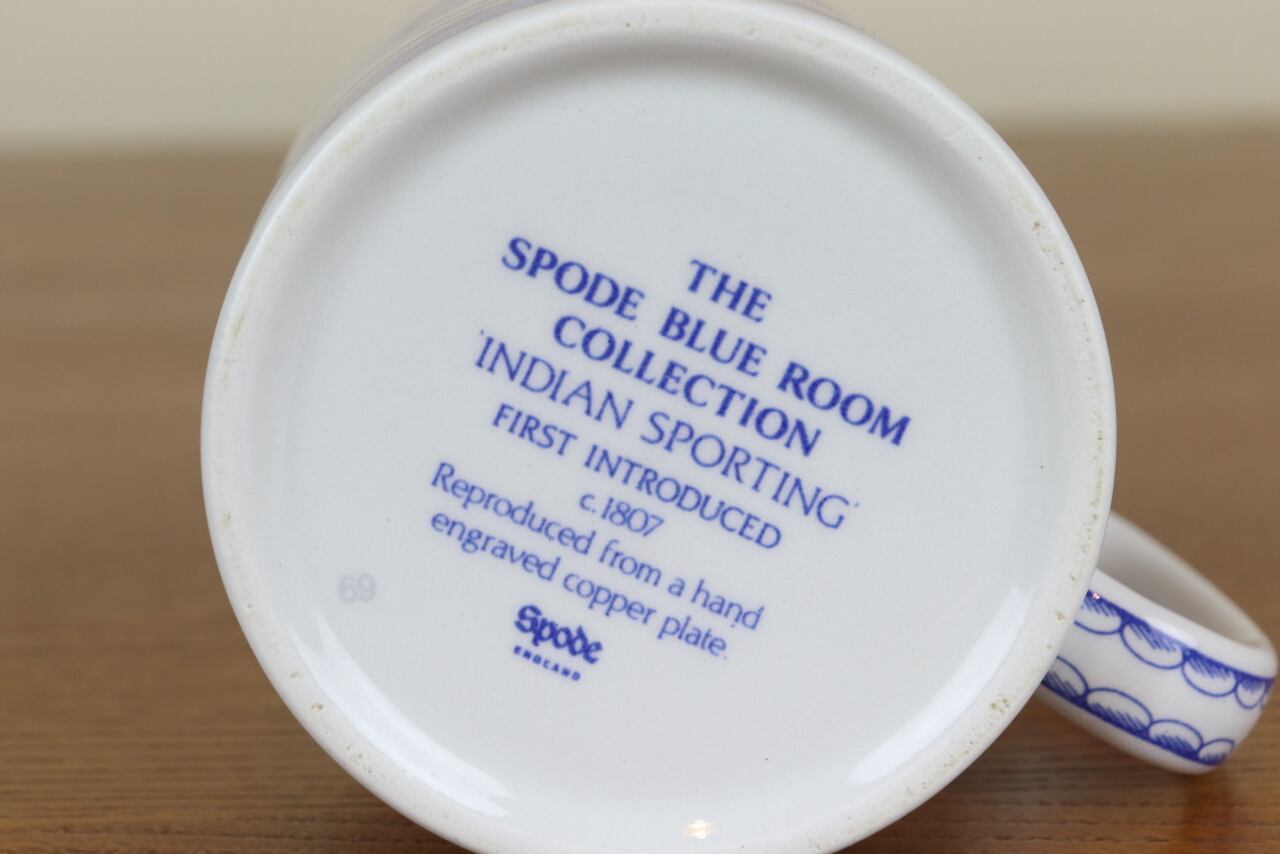 THE
SPODE BLUE ROOM
COLLECTION
'INDIAN SPORTING'
FIRST INTRODUCED
c.1807
Reproduced from a hand
engraved copper plate.
Spode
ENGLAND
69